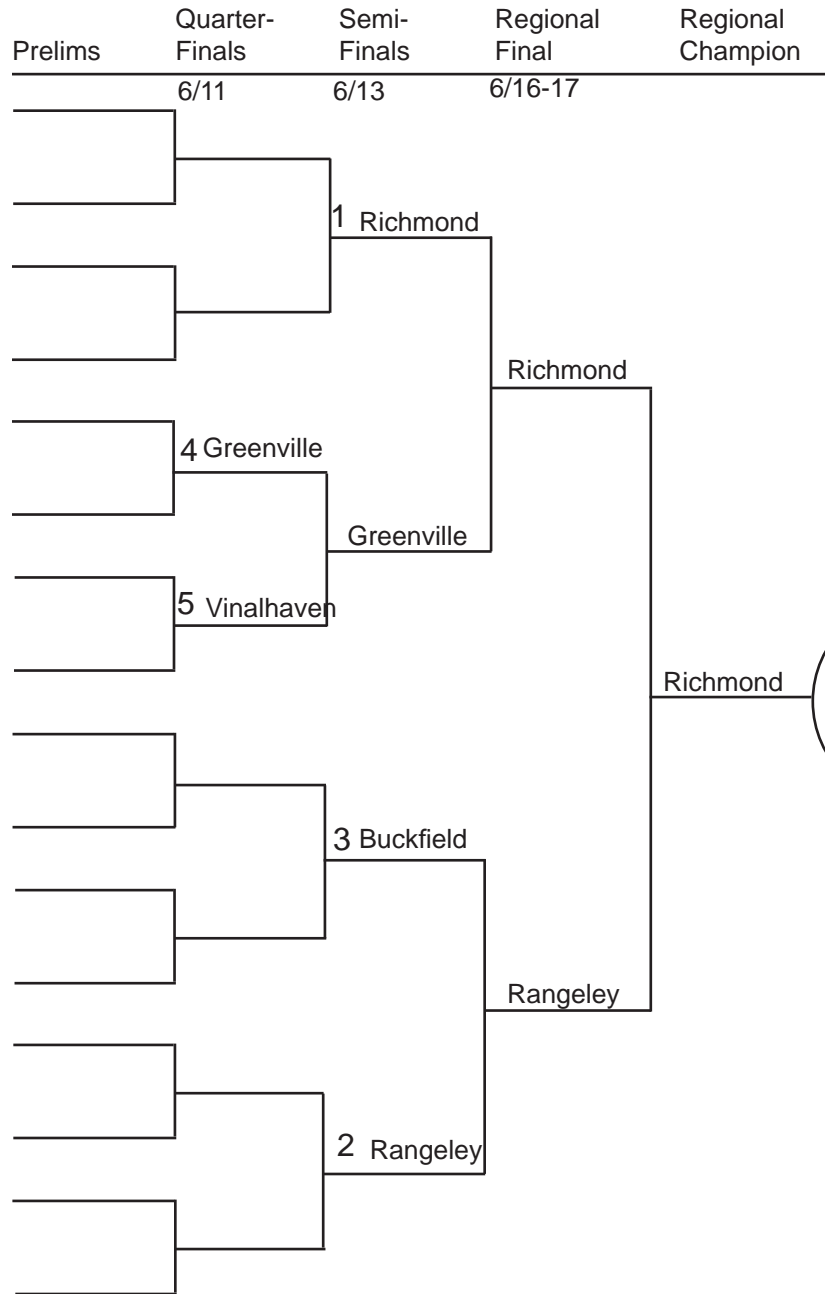 Prelims
Quarter-
Finals
Semi-
Finals
Regional
Final
Regional
Champion
6/11
6/13
6/16-17
1 Richmond
Richmond
4 Greenville
Greenville
5 Vinalhaven
Richmond
3 Buckfield
Rangeley
2 Rangeley